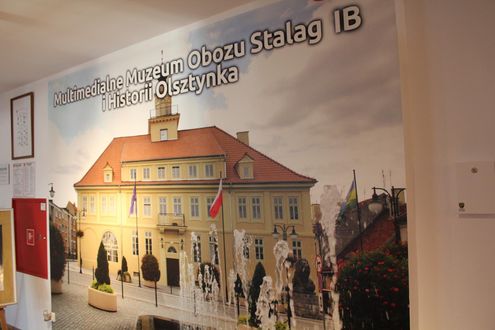 Multimedialne Muzeum Obozu Stalag IB
i Historii Olsztynka